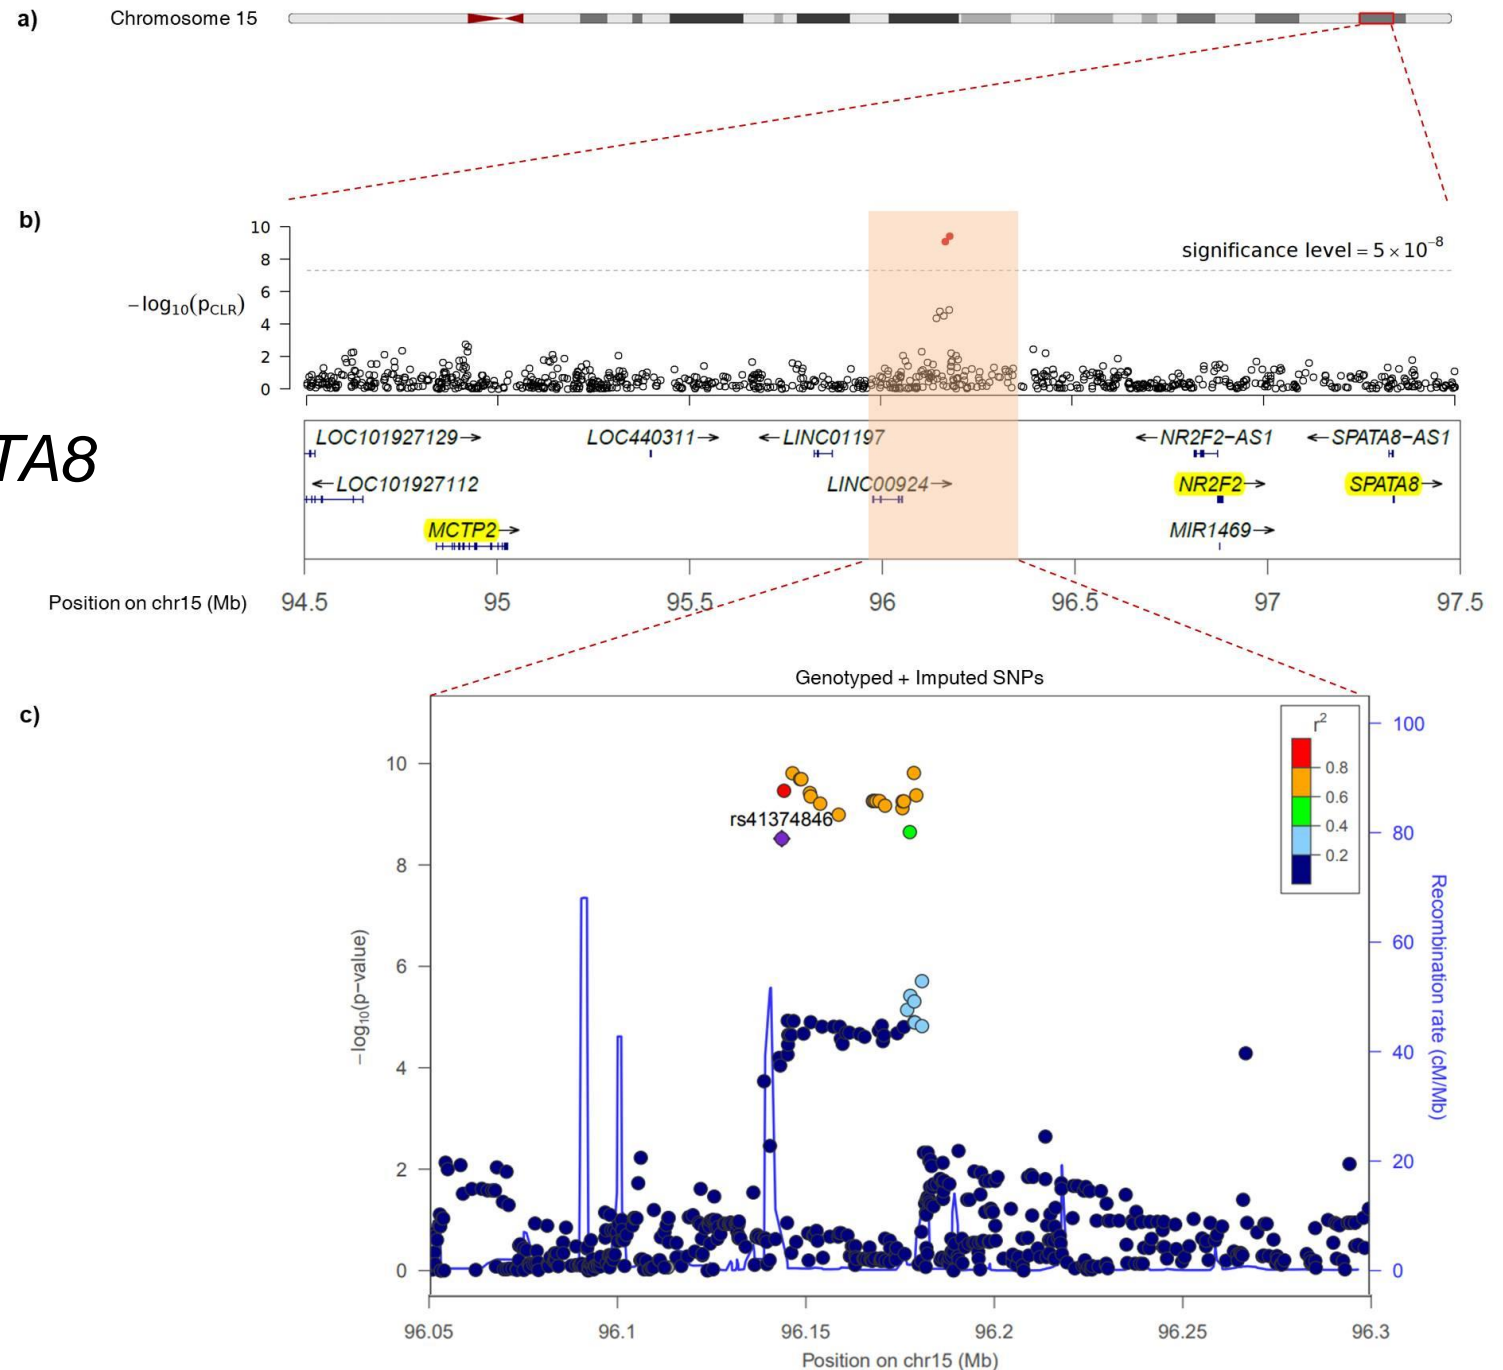 a)
Chromosome 15
b)
10
8
6
4
2
0
−log10(pCLR)
significance level = 5 × 10−8
TA8
LOC101927129→
LOC440311→
←LINC01197
←NR2F2−AS1
←SPATA8−AS1
←LOC101927112
LINC00924→
NR2F2→
SPATA8→
MCTP2→
MIR1469→
Position on chr15 (Mb)
94.5 95 95.5 96 96.5 97 97.5
Genotyped + Imputed SNPs
c)
r2
0.8
0.6
0.4
0.2
rs41374846
10
8
6
4
2
0
−log10(p−value)
100
80
60
40
20
0
Recombination rate (cM/Mb)
96.05 96.1 96.15 96.2 96.25 96.3
Position on chr15 (Mb)